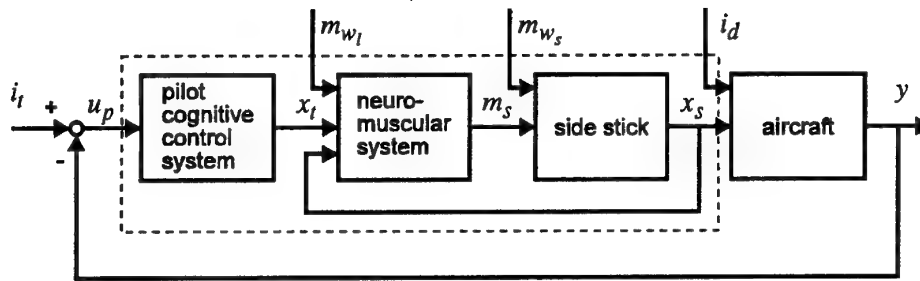 m_{w_l}
m_{w_s}
i_d
i_t
+
u_p
-
pilot
cognitive
control
system
x_t
neuro-
muscular
system
m_s
side stick
x_s
aircraft
y